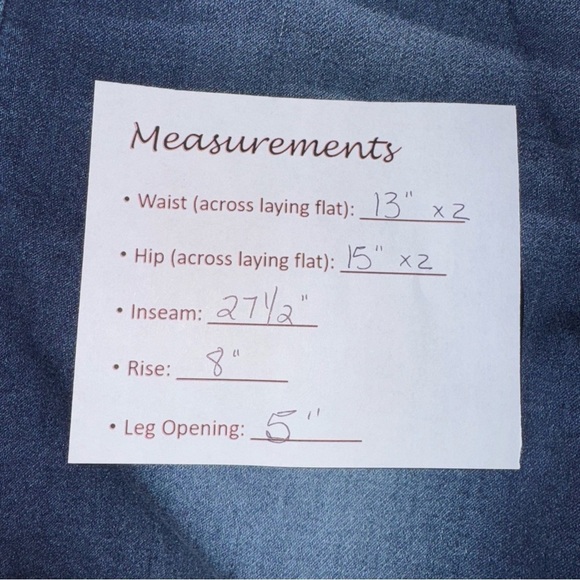 Measurements
• Waist (across laying flat): 13" x 2
• Hip (across laying flat): 15" x 2
• Inseam: 27 1/2"
• Rise: 8"
• Leg Opening: 5"